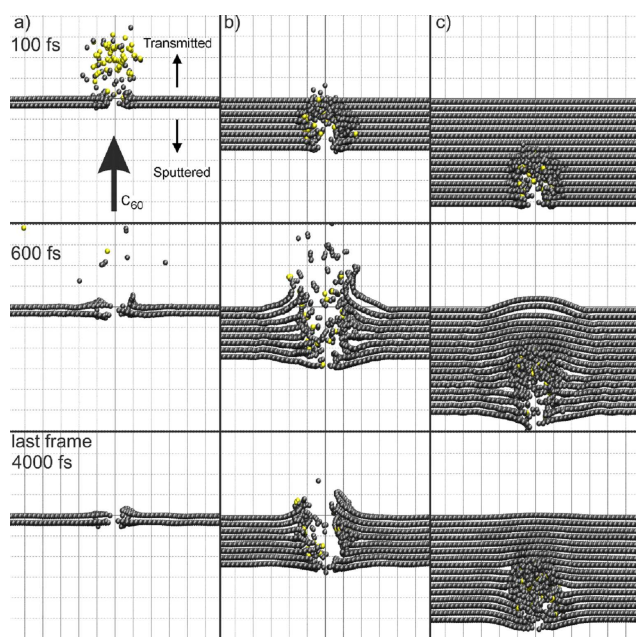 a)
b)
c)
100 fs
Transmitted
Sputtered
C60
600 fs
last frame
4000 fs